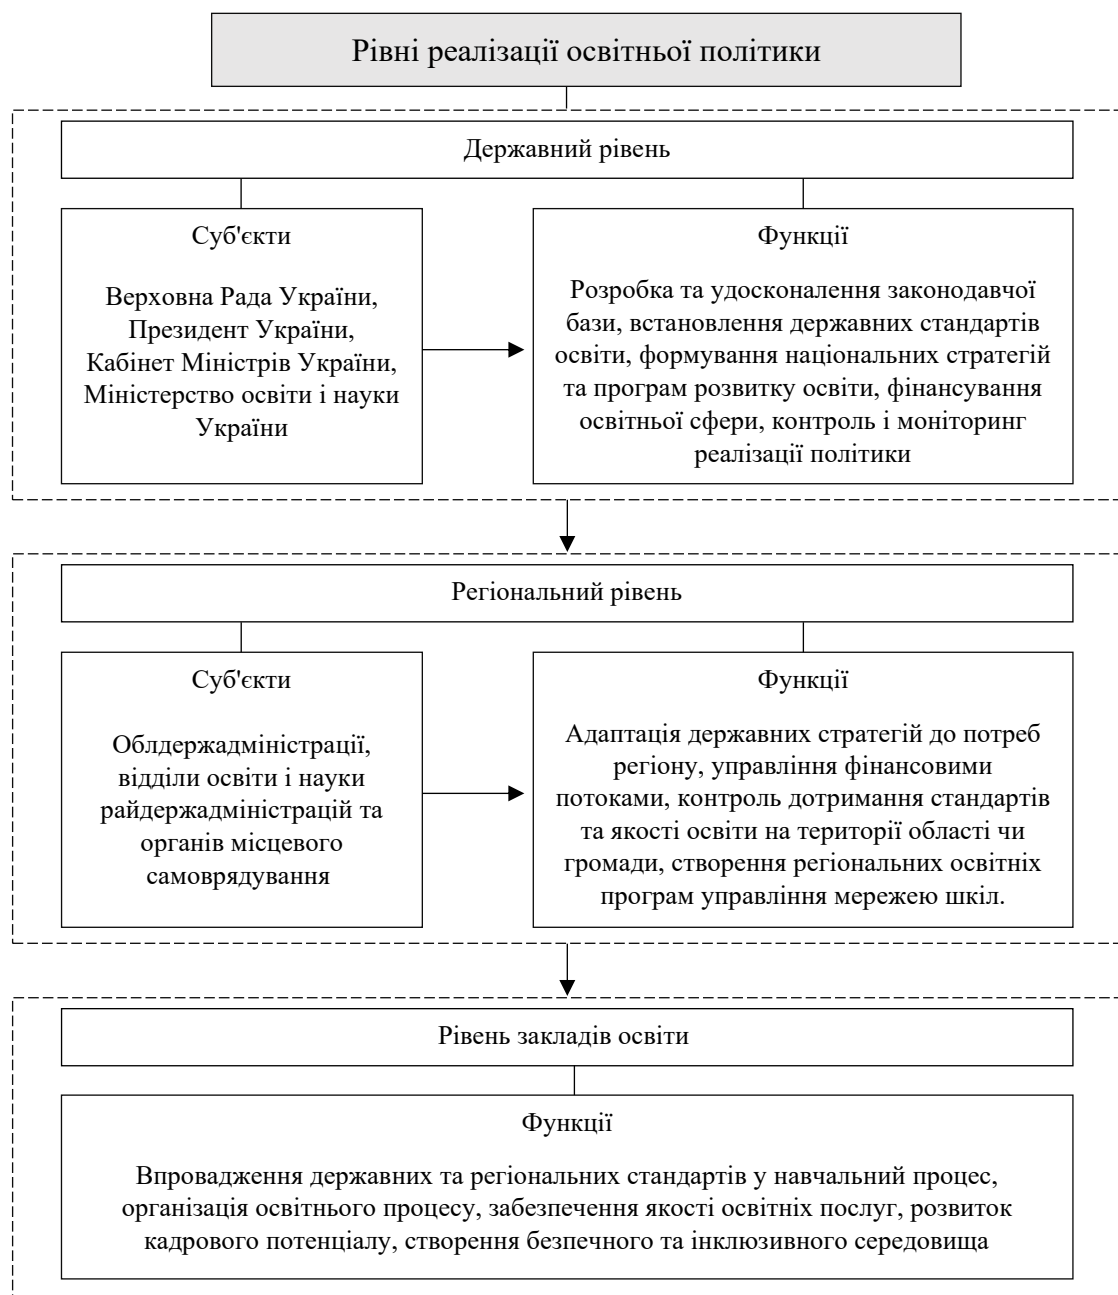 Рівні реалізації освітньої політики
Державний рівень
Суб'єкти
Верховна Рада України,
Президент України,
Кабінет Міністрів України,
Міністерство освіти і науки
України
Функції
Розробка та удосконалення законодавчої
бази, встановлення державних стандартів
освіти, формування національних стратегій
та програм розвитку освіти, фінансування
освітньої сфери, контроль і моніторинг
реалізації політики
Регіональний рівень
Суб'єкти
Облдержадміністрації,
відділи освіти і науки
райдержадміністрацій та
органів місцевого
самоврядування
Функції
Адаптація державних стратегій до потреб
регіону, управління фінансовими
потоками, контроль дотримання стандартів
та якості освіти на території області чи
громади, створення регіональних освітніх
програм управління мережею шкіл.
Рівень закладів освіти
Функції
Впровадження державних та регіональних стандартів у навчальний процес,
організація освітнього процесу, забезпечення якості освітніх послуг, розвиток
кадрового потенціалу, створення безпечного та інклюзивного середовища